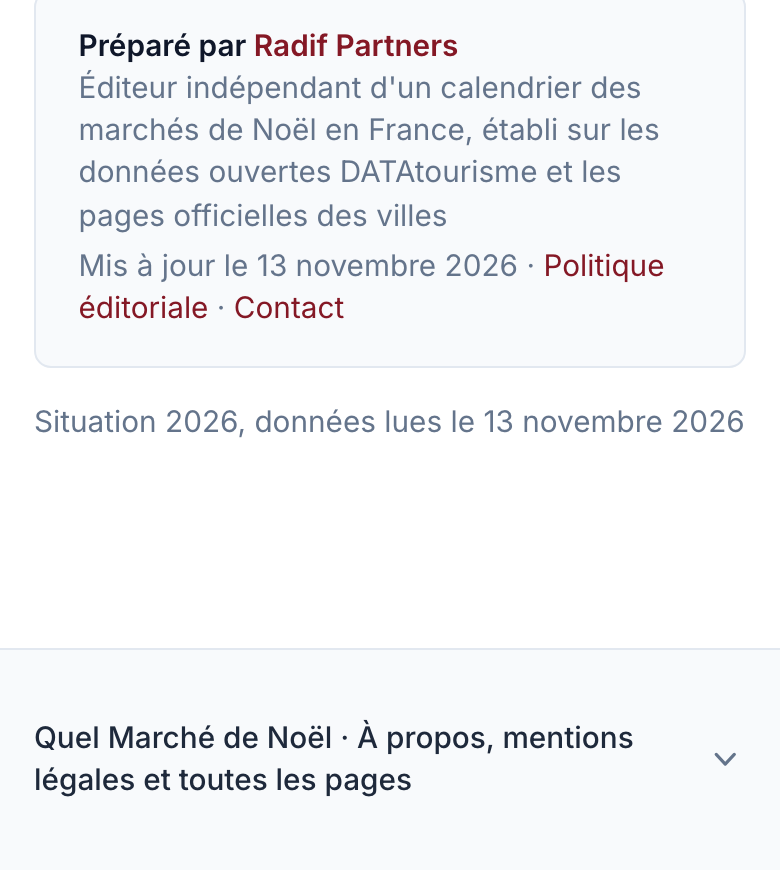 Préparé par Radif Partners
Éditeur indépendant d'un calendrier des
marchés de Noël en France, établi sur les
données ouvertes DATAtourisme et les
pages officielles des villes
Mis à jour le 13 novembre 2026 · Politique
éditoriale · Contact
Situation 2026, données lues le 13 novembre 2026
Quel Marché de Noël · À propos, mentions
légales et toutes les pages